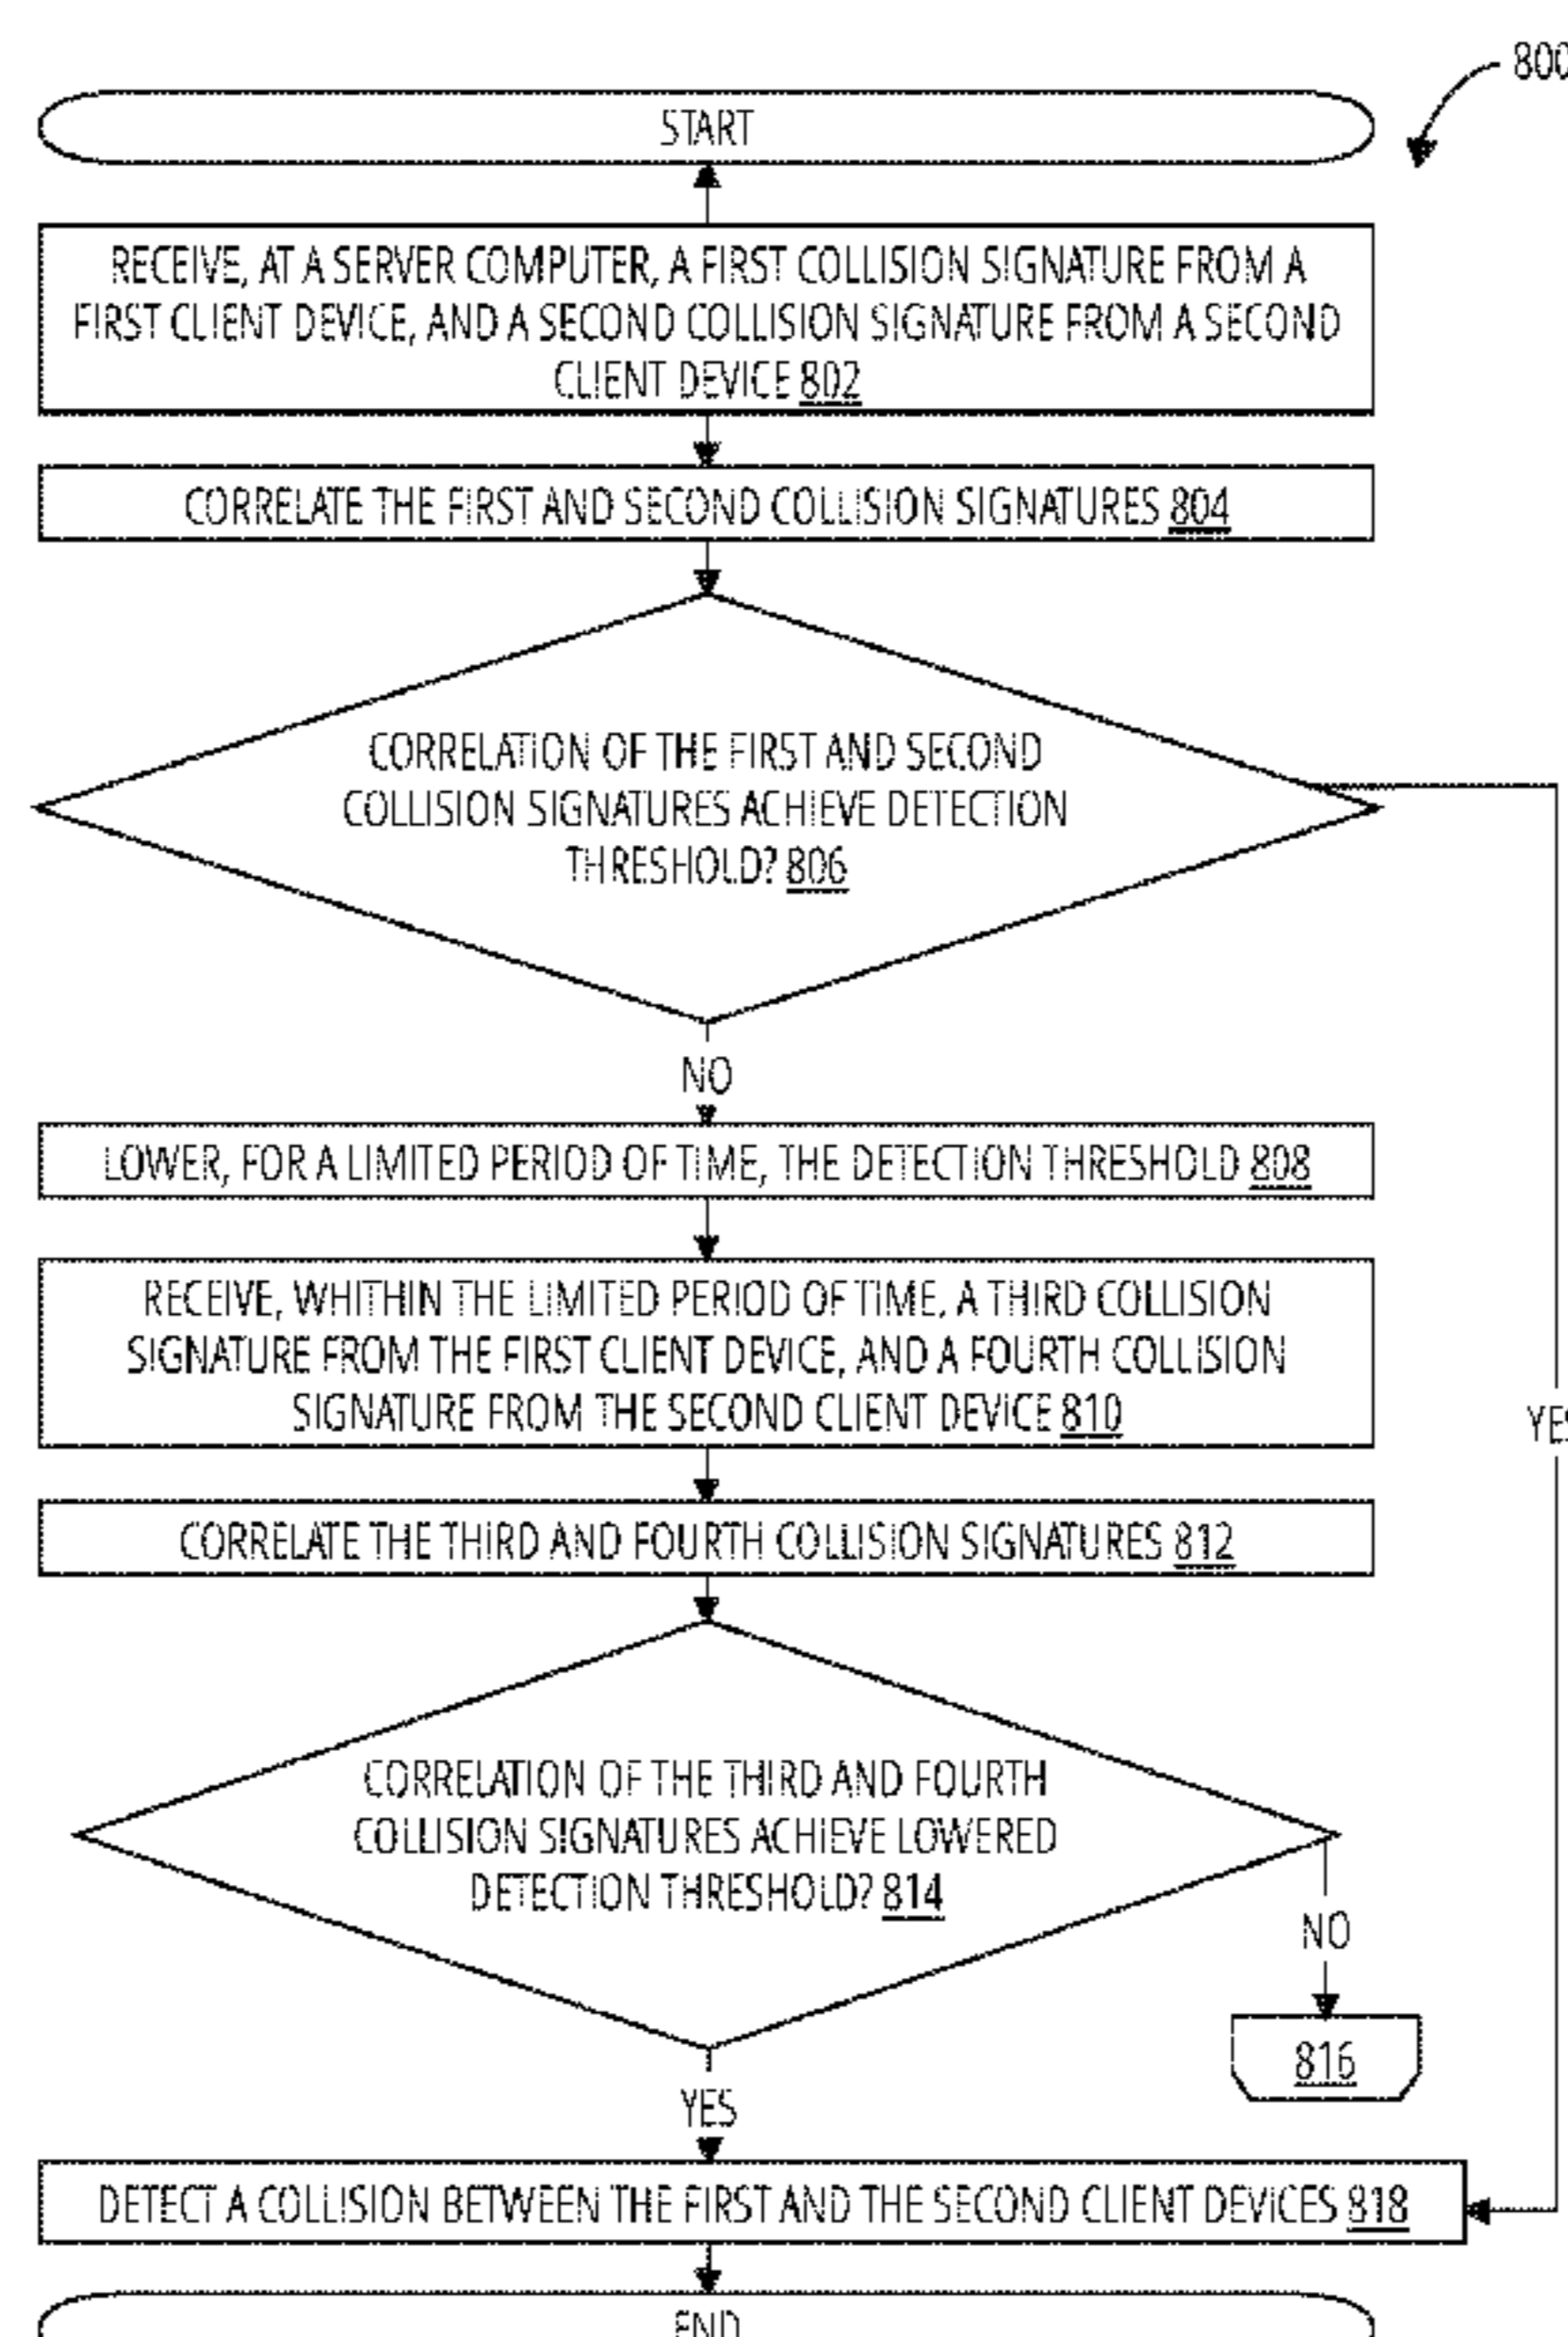 800
START
RECEIVE, AT A SERVER COMPUTER, A FIRST COLLISION SIGNATURE FROM A
FIRST CLIENT DEVICE, AND A SECOND COLLISION SIGNATURE FROM A SECOND
CLIENT DEVICE 802
CORRELATE THE FIRST AND SECOND COLLISION SIGNATURES 804
CORRELATION OF THE FIRST AND SECOND
COLLISION SIGNATURES ACHIEVE DETECTION
THRESHOLD? 806
NO
LOWER, FOR A LIMITED PERIOD OF TIME, THE DETECTION THRESHOLD 808
RECEIVE, WHITHIN THE LIMITED PERIOD OF TIME, A THIRD COLLISION
SIGNATURE FROM THE FIRST CLIENT DEVICE, AND A FOURTH COLLISION
SIGNATURE FROM THE SECOND CLIENT DEVICE 810
YES
CORRELATE THE THIRD AND FOURTH COLLISION SIGNATURES 812
CORRELATION OF THE THIRD AND FOURTH
COLLISION SIGNATURES ACHIEVE LOWERED
DETECTION THRESHOLD? 814
NO
816
YES
DETECT A COLLISION BETWEEN THE FIRST AND THE SECOND CLIENT DEVICES 818
END